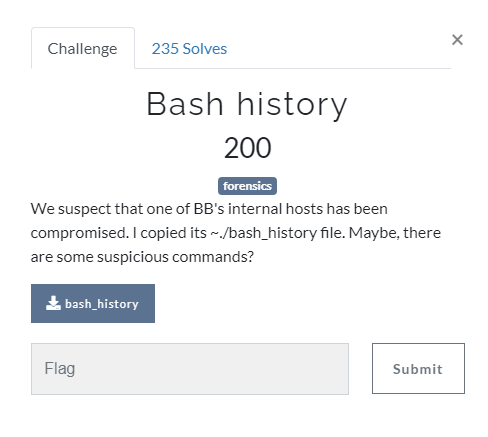 Challenge
235 Solves
×
Bash history
200
forensics
We suspect that one of BB's internal hosts has been
compromised. I copied its ~./bash_history file. Maybe, there
are some suspicious commands?
bash_history
Flag
Submit